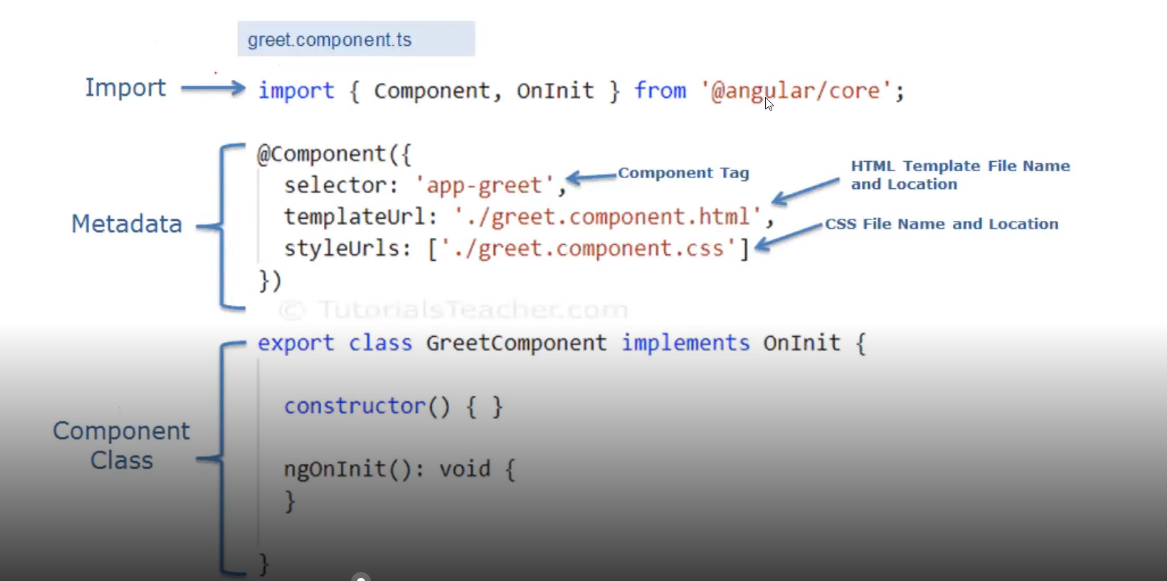 greet.component.ts
Import
import { Component, OnInit } from '@angular/core';
Metadata
@Component({
selector: 'app-greet',
Component Tag
templateUrl: './greet.component.html',
HTML Template File Name
and Location
styleUrls: ['./greet.component.css']
CSS File Name and Location
})
© TutorialsTeacher.com
Component
Class
export class GreetComponent implements OnInit {
constructor() { }
ngOnInit(): void {
}
}